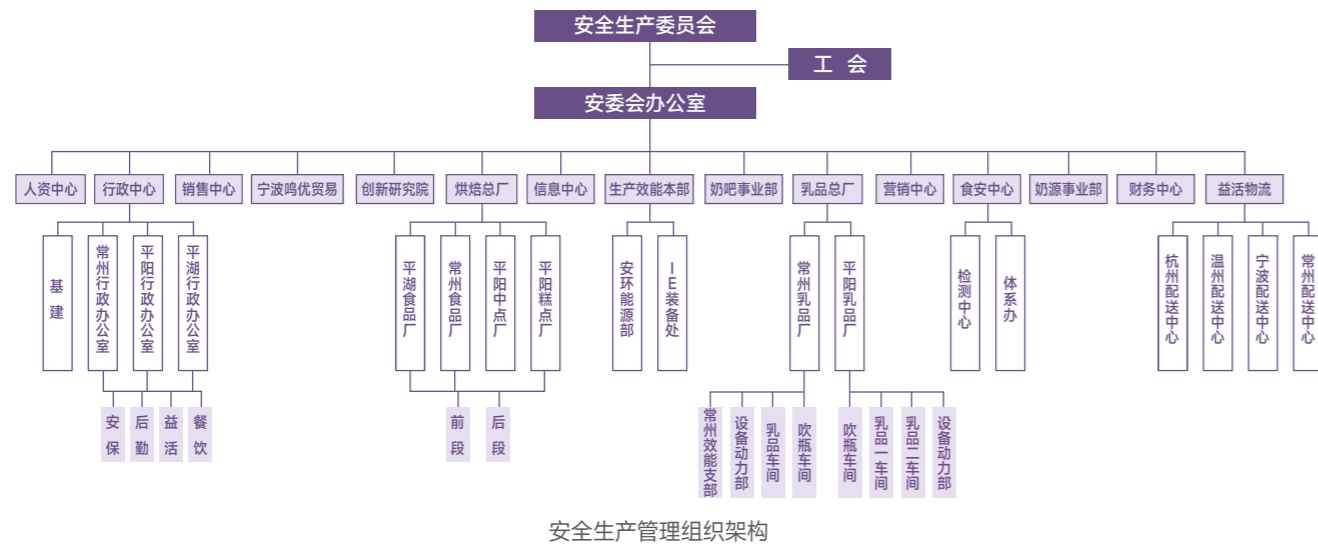 安全生产委员会
工 会
安委会办公室
人资中心
行政中心
销售中心
宁波鸣优贸易
创新研究院
烘焙总厂
信息中心
生产效能本部
奶吧事业部
乳品总厂
营销中心
食安中心
奶源事业部
财务中心
益活物流
基建
常州行政办公室
平阳行政办公室
平湖行政办公室
平湖食品厂
常州食品厂
平阳中点厂
平阳糕点厂
安环能源部
IE装备处
常州乳品厂
平阳乳品厂
检测中心
体系办
杭州配送中心
温州配送中心
宁波配送中心
常州配送中心
安保
后勤
益活
餐饮
前段
后段
常州效能支部
设备动力部
乳品车间
吹瓶车间
吹瓶车间
乳品一车间
乳品二车间
设备动力部
安全生产管理组织架构